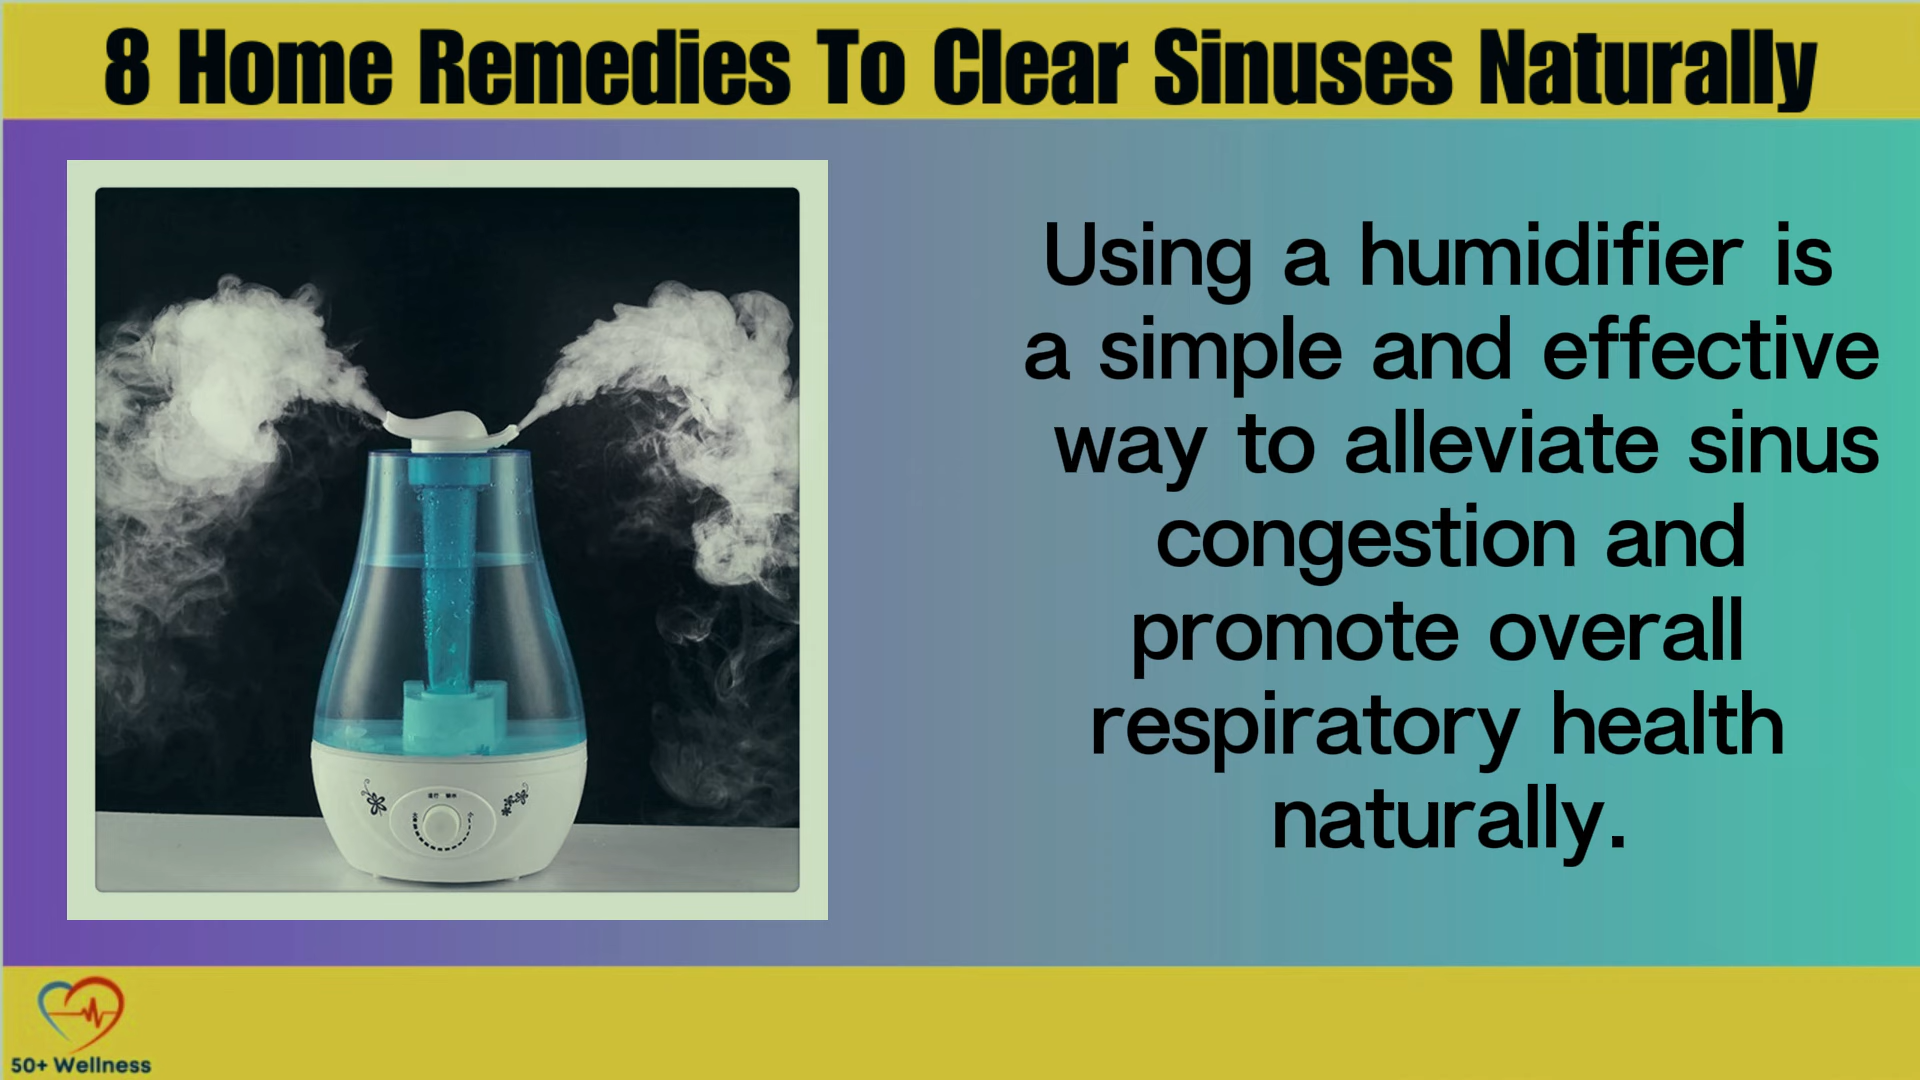 8 Home Remedies To Clear Sinuses Naturally
Using a humidifier is
a simple and effective
way to alleviate sinus
congestion and
promote overall
respiratory health
naturally.
50+ Wellness